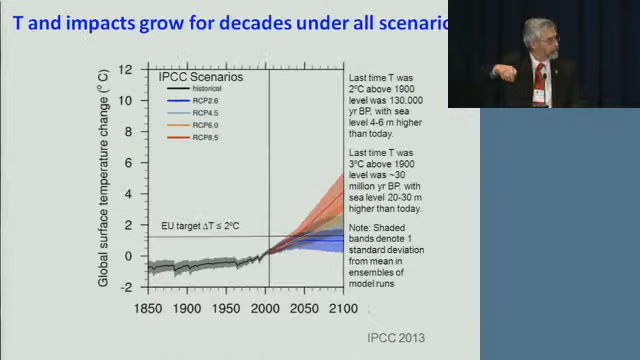 T and impacts grow for decades under all scenario
IPCC Scenarios
historical
RCP2.6
RCP4.5
RCP6.0
RCP8.5
Global surface temperature change (° C)
12
10
8
6
4
2
0
-2
EU target ΔT ≤ 2ºC
1850 1900 1950 2000 2050 2100
Last time T was
2ºC above 1900
level was 130,000
yr BP, with sea
level 4-6 m higher
than today.
Last time T was
3ºC above 1900
level was ~30
million yr BP, with
sea level 20-30 m
higher than today.
Note: Shaded
bands denote 1
standard deviation
from mean in
ensembles of
model runs
IPCC 2013